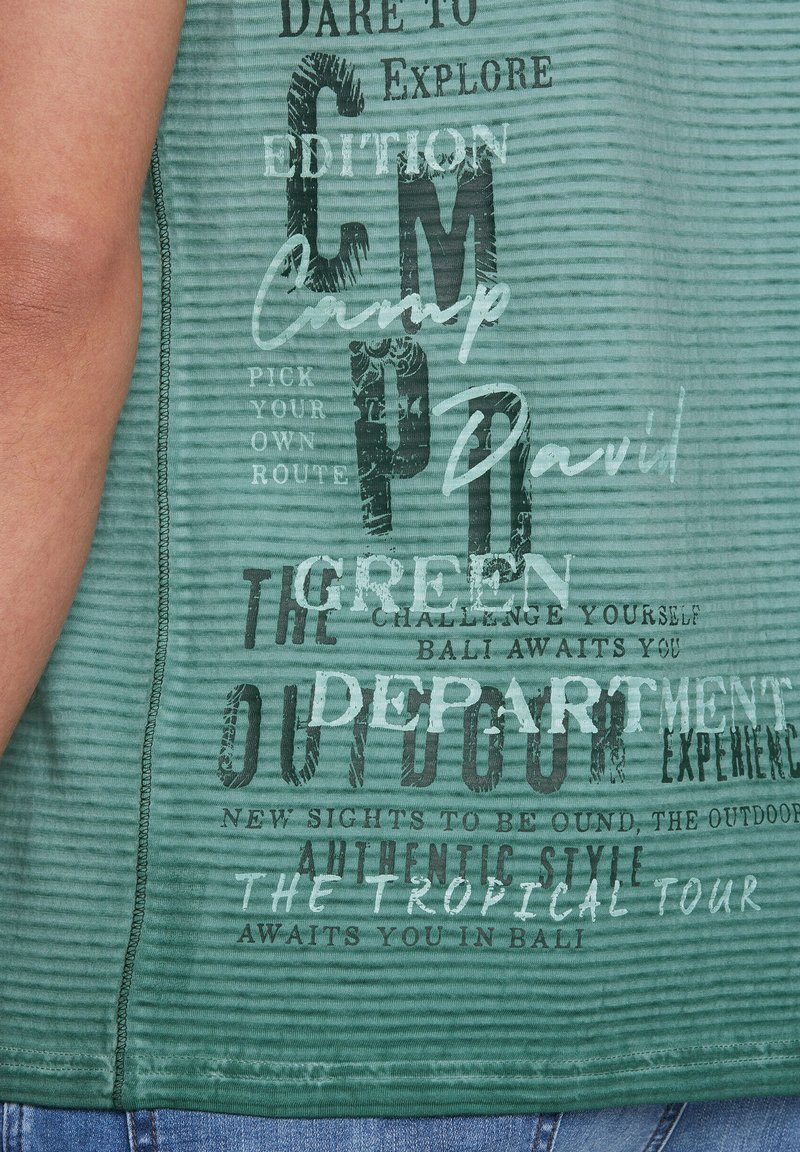 DARE TO
EXPLORE
EDITION
CM
Camp
PICK
YOUR
OWN
ROUTE
PD
David
GREEN
THE
CHALLENGE YOURSELF
BALI AWAITS YOU
DEPARTMENT
OUTDOOR
EXPERIENC
NEW SIGHTS TO BE OUND, THE OUTDOOR
AUTHENTIC STYLE
THE TROPICAL TOUR
AWAITS YOU IN BALI